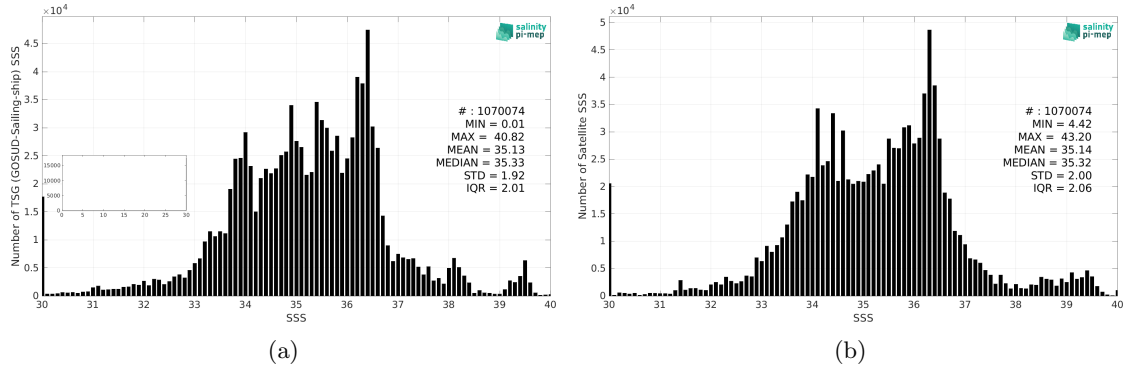 ×10⁴
4.5
4
3.5
3
2.5
2
1.5
1
0.5
0
Number of TSG (GOSUD-Sailing-ship) SSS
salinity
pi-mep
# : 1070074
MIN = 0.01
MAX = 40.82
MEAN = 35.13
MEDIAN = 35.33
STD = 1.92
IQR = 2.01
15000
10000
5000
0
0 5 10 15 20 25 30
30 31 32 33 34 35 36 37 38 39 40
SSS
(a)
×10⁴
5
4.5
4
3.5
3
2.5
2
1.5
1
0.5
0
Number of Satellite SSS
salinity
pi-mep
# : 1070074
MIN = 4.42
MAX = 43.20
MEAN = 35.14
MEDIAN = 35.32
STD = 2.00
IQR = 2.06
30 31 32 33 34 35 36 37 38 39 40
SSS
(b)